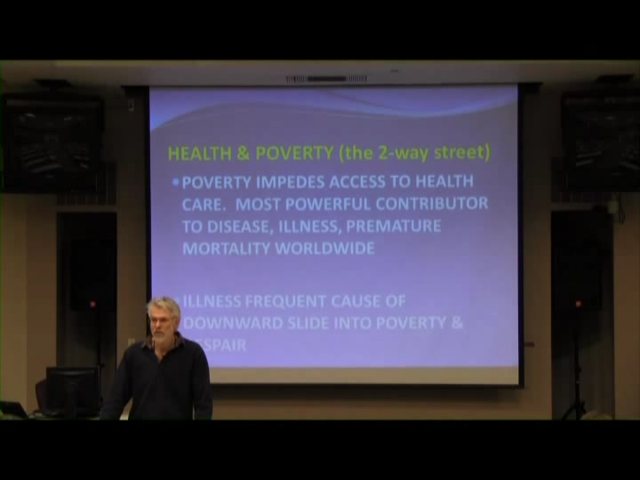 HEALTH & POVERTY (the 2-way street)
•POVERTY IMPEDES ACCESS TO HEALTH
CARE. MOST POWERFUL CONTRIBUTOR
TO DISEASE, ILLNESS, PREMATURE
MORTALITY WORLDWIDE
ILLNESS FREQUENT CAUSE OF
DOWNWARD SLIDE INTO POVERTY &
ESPAIR